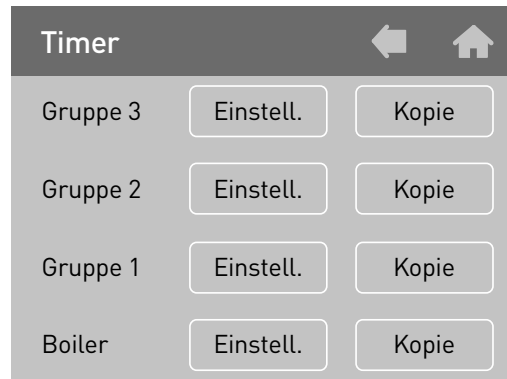 Timer
Gruppe 3 Einstell. Kopie
Gruppe 2 Einstell. Kopie
Gruppe 1 Einstell. Kopie
Boiler Einstell. Kopie